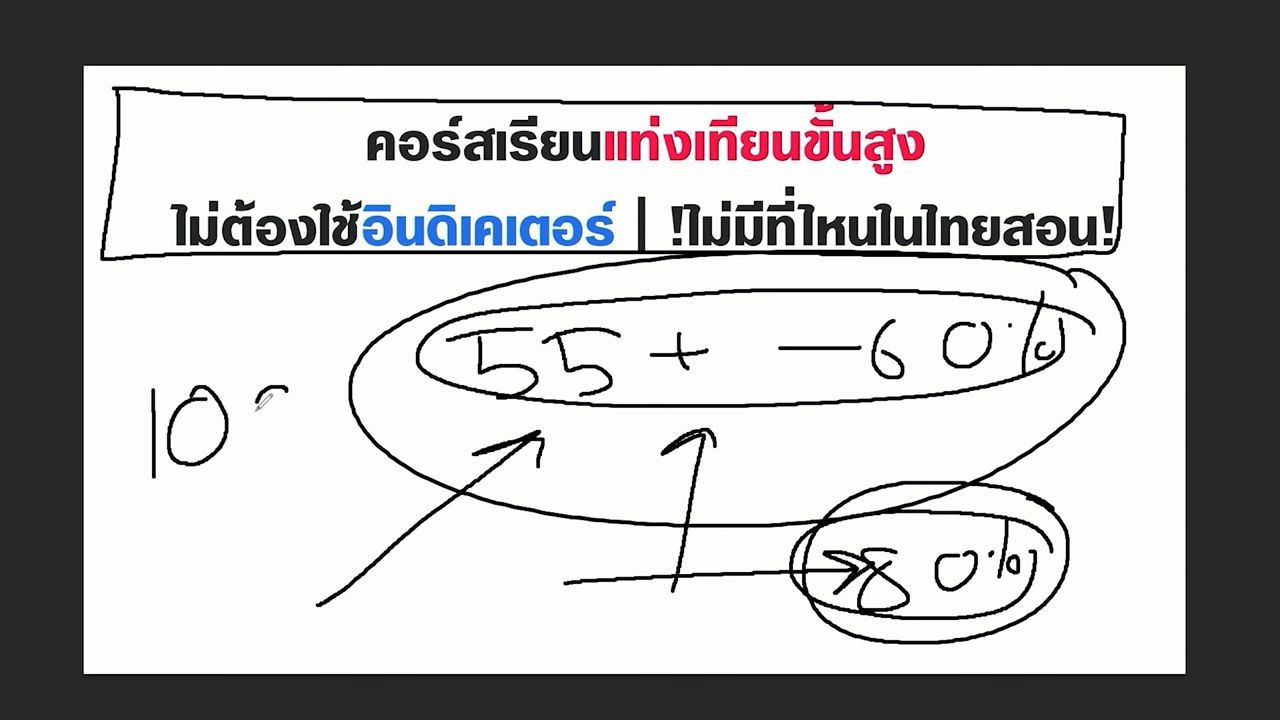 คอร์สเรียนแท่งเทียนขั้นสูง
ไม่ต้องใช้อินดิเคเตอร์ | !ไม่มีที่ไหนในไทยสอน!
55 + - 60%
10
80%